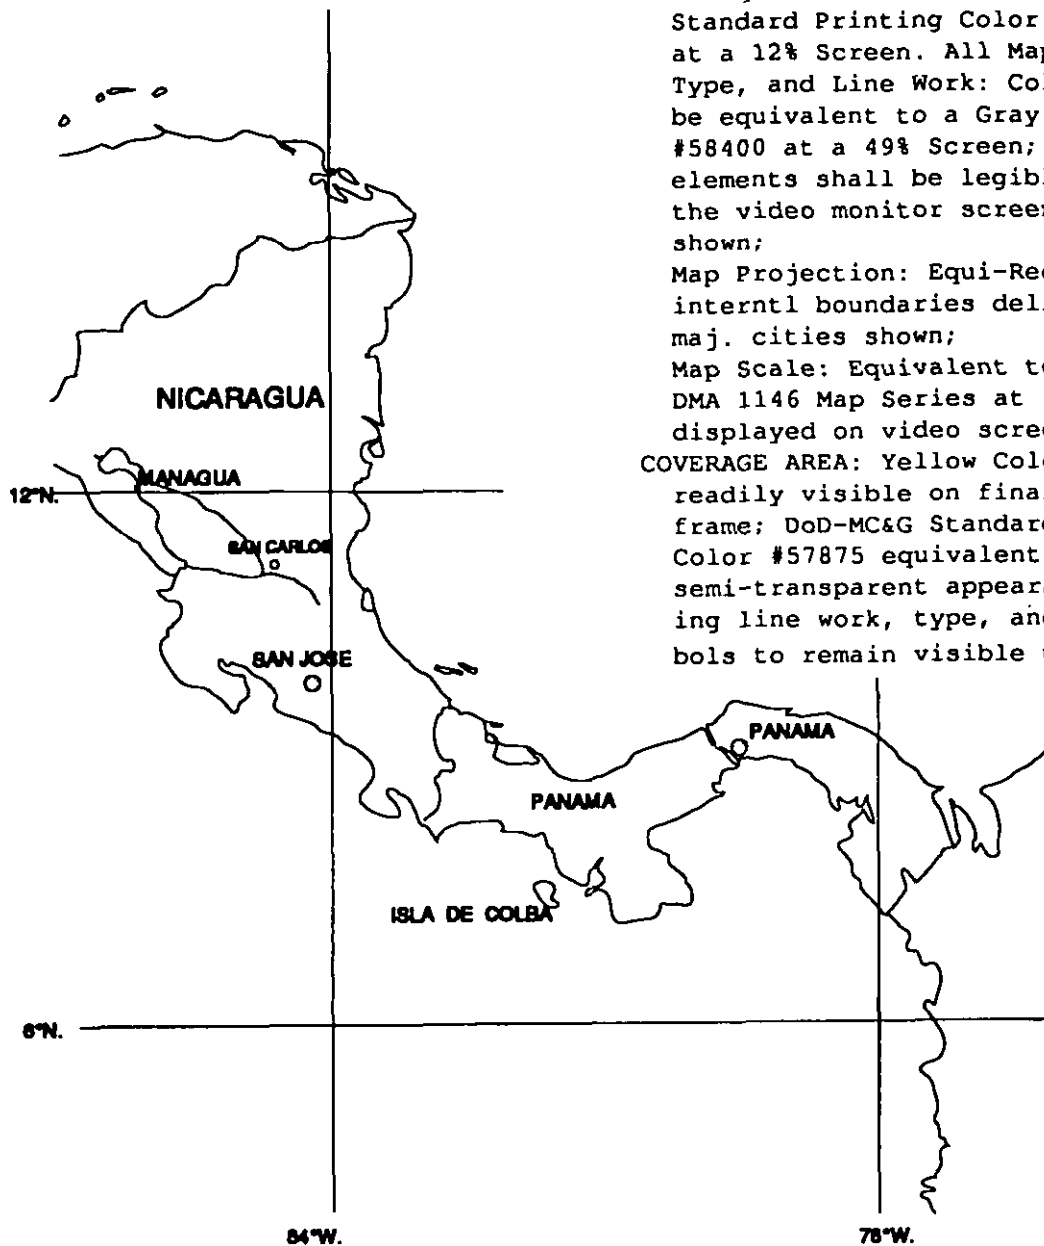 Standard Printing Color
at a 12% Screen. All Map
Type, and Line Work: Col
be equivalent to a Gray
#58400 at a 49% Screen;
elements shall be legibl
the video monitor screen
shown;
Map Projection: Equi-Rec
interntl boundaries del
maj. cities shown;
Map Scale: Equivalent to
DMA 1146 Map Series at
displayed on video scree
COVERAGE AREA: Yellow Colo
readily visible on fina
frame; DoD-MC&G Standard
Color #57875 equivalent
semi-transparent appear
ing line work, type, and
bols to remain visible
NICARAGUA
MANAGUA
12°N.
SAN CARLOS
SAN JOSE
PANAMA
PANAMA
ISLA DE COLBA
6°N.
84°W.
78°W.